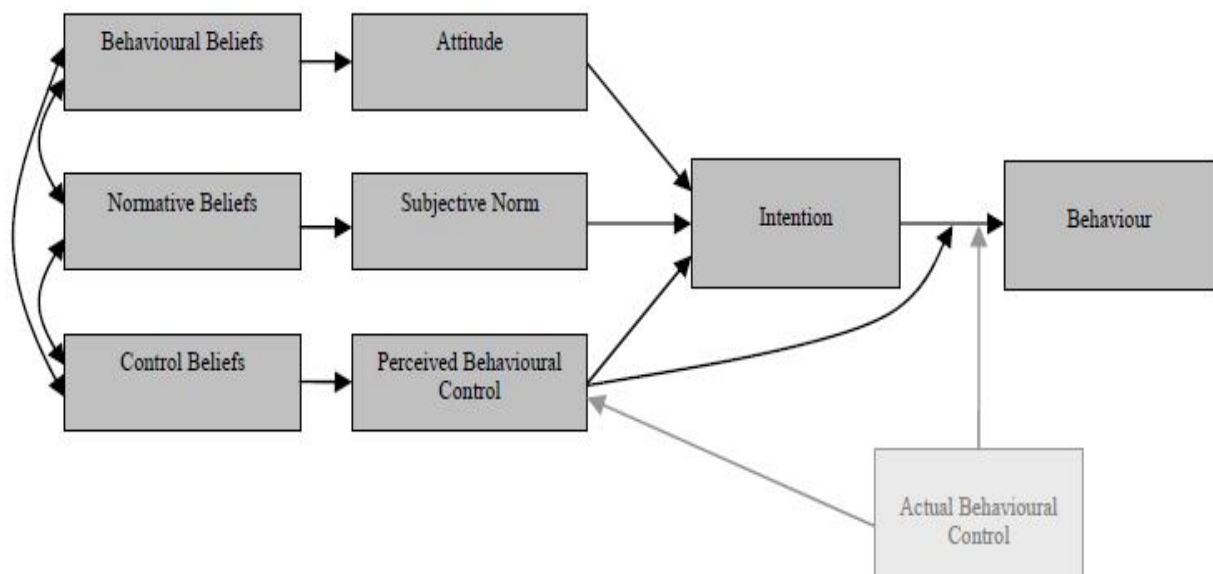 Behavioural Beliefs
Attitude
Normative Beliefs
Subjective Norm
Intention
Behaviour
Control Beliefs
Perceived Behavioural
Control
Actual Behavioural
Control